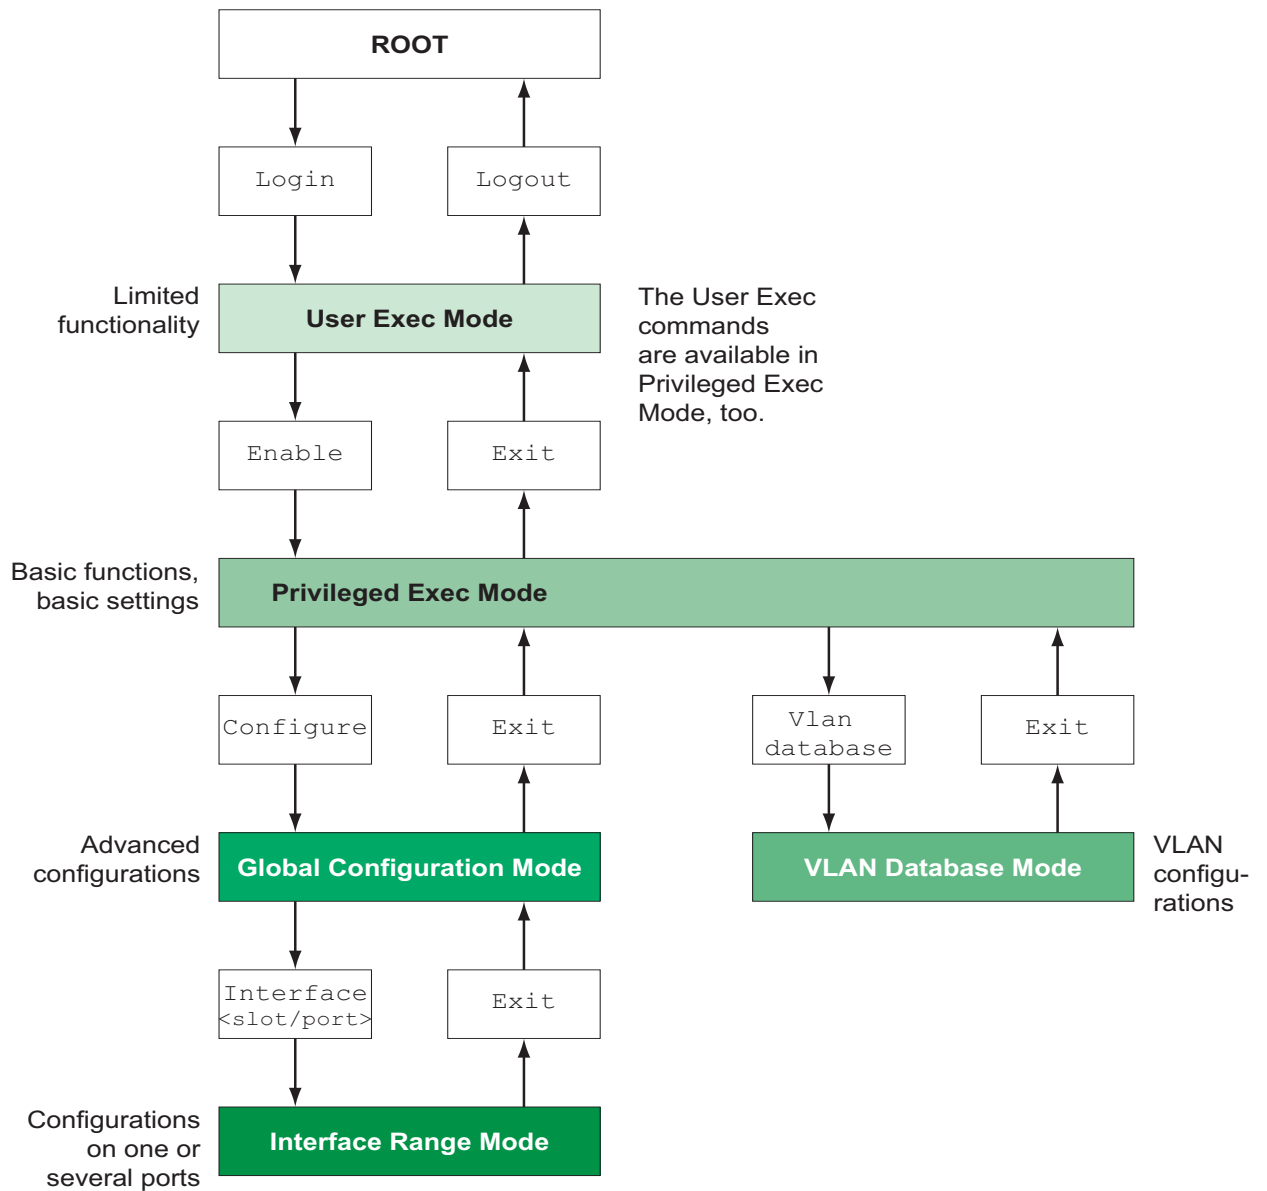 ROOT
Login
Logout
Limited
functionality
User Exec Mode
The User Exec
commands
are available in
Privileged Exec
Mode, too.
Enable
Exit
Basic functions,
basic settings
Privileged Exec Mode
Configure
Exit
Vlan
database
Exit
Advanced
configurations
Global Configuration Mode
VLAN Database Mode
VLAN
configu-
rations
Interface
<slot/port>
Exit
Configurations
on one or
several ports
Interface Range Mode